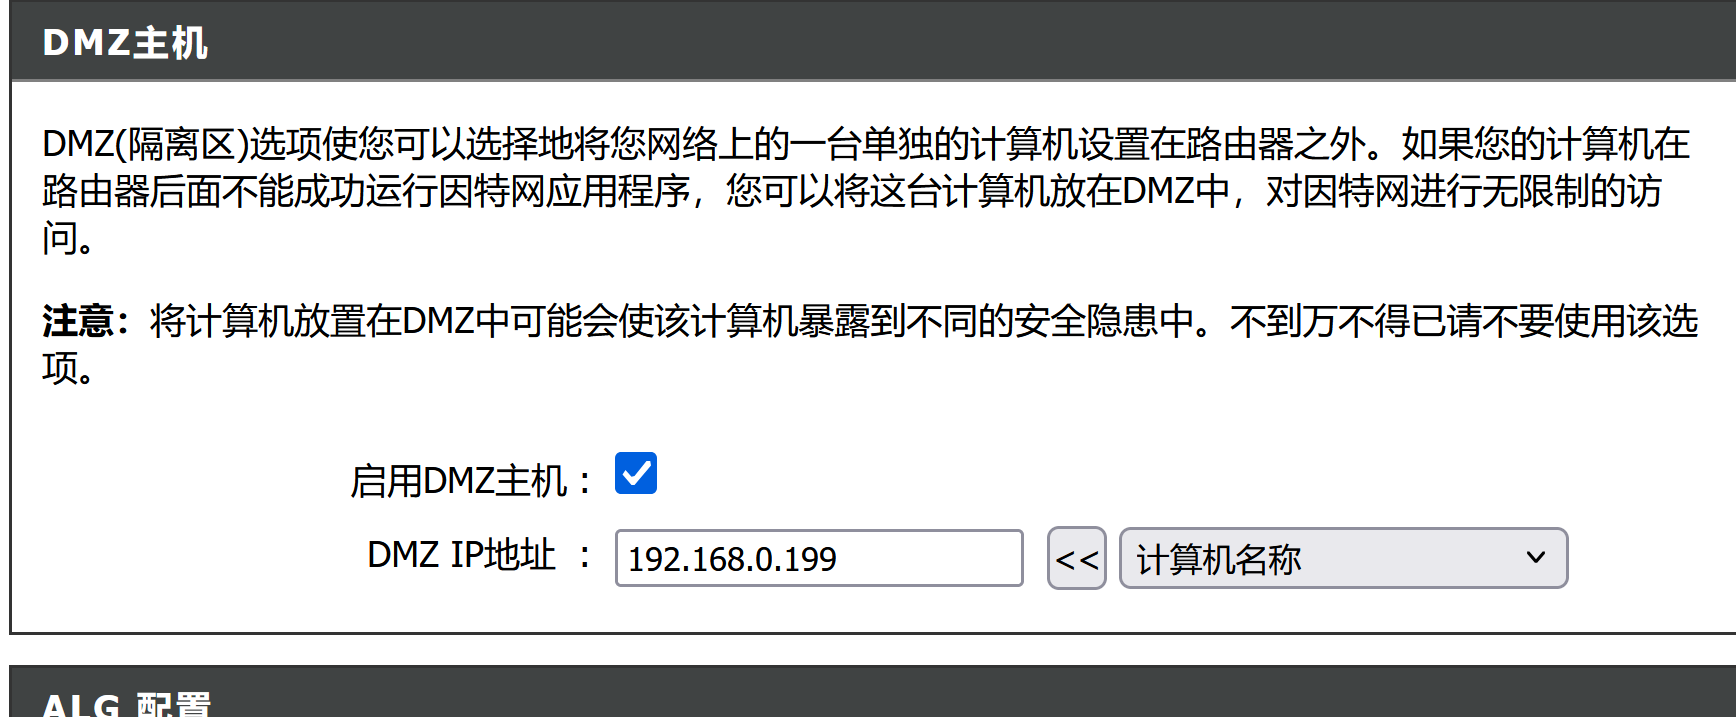 DMZ主机
DMZ(隔离区)选项使您可以选择地将您网络上的一台单独的计算机设置在路由器之外。如果您的计算机在
路由器后面不能成功运行因特网应用程序，您可以将这台计算机放在DMZ中，对因特网进行无限制的访
问。
注意：将计算机放置在DMZ中可能会使该计算机暴露到不同的安全隐患中。不到万不得已请不要使用该选
项。
启用DMZ主机：
DMZ IP地址 ： 192.168.0.199 << 计算机名称
ALG 配置